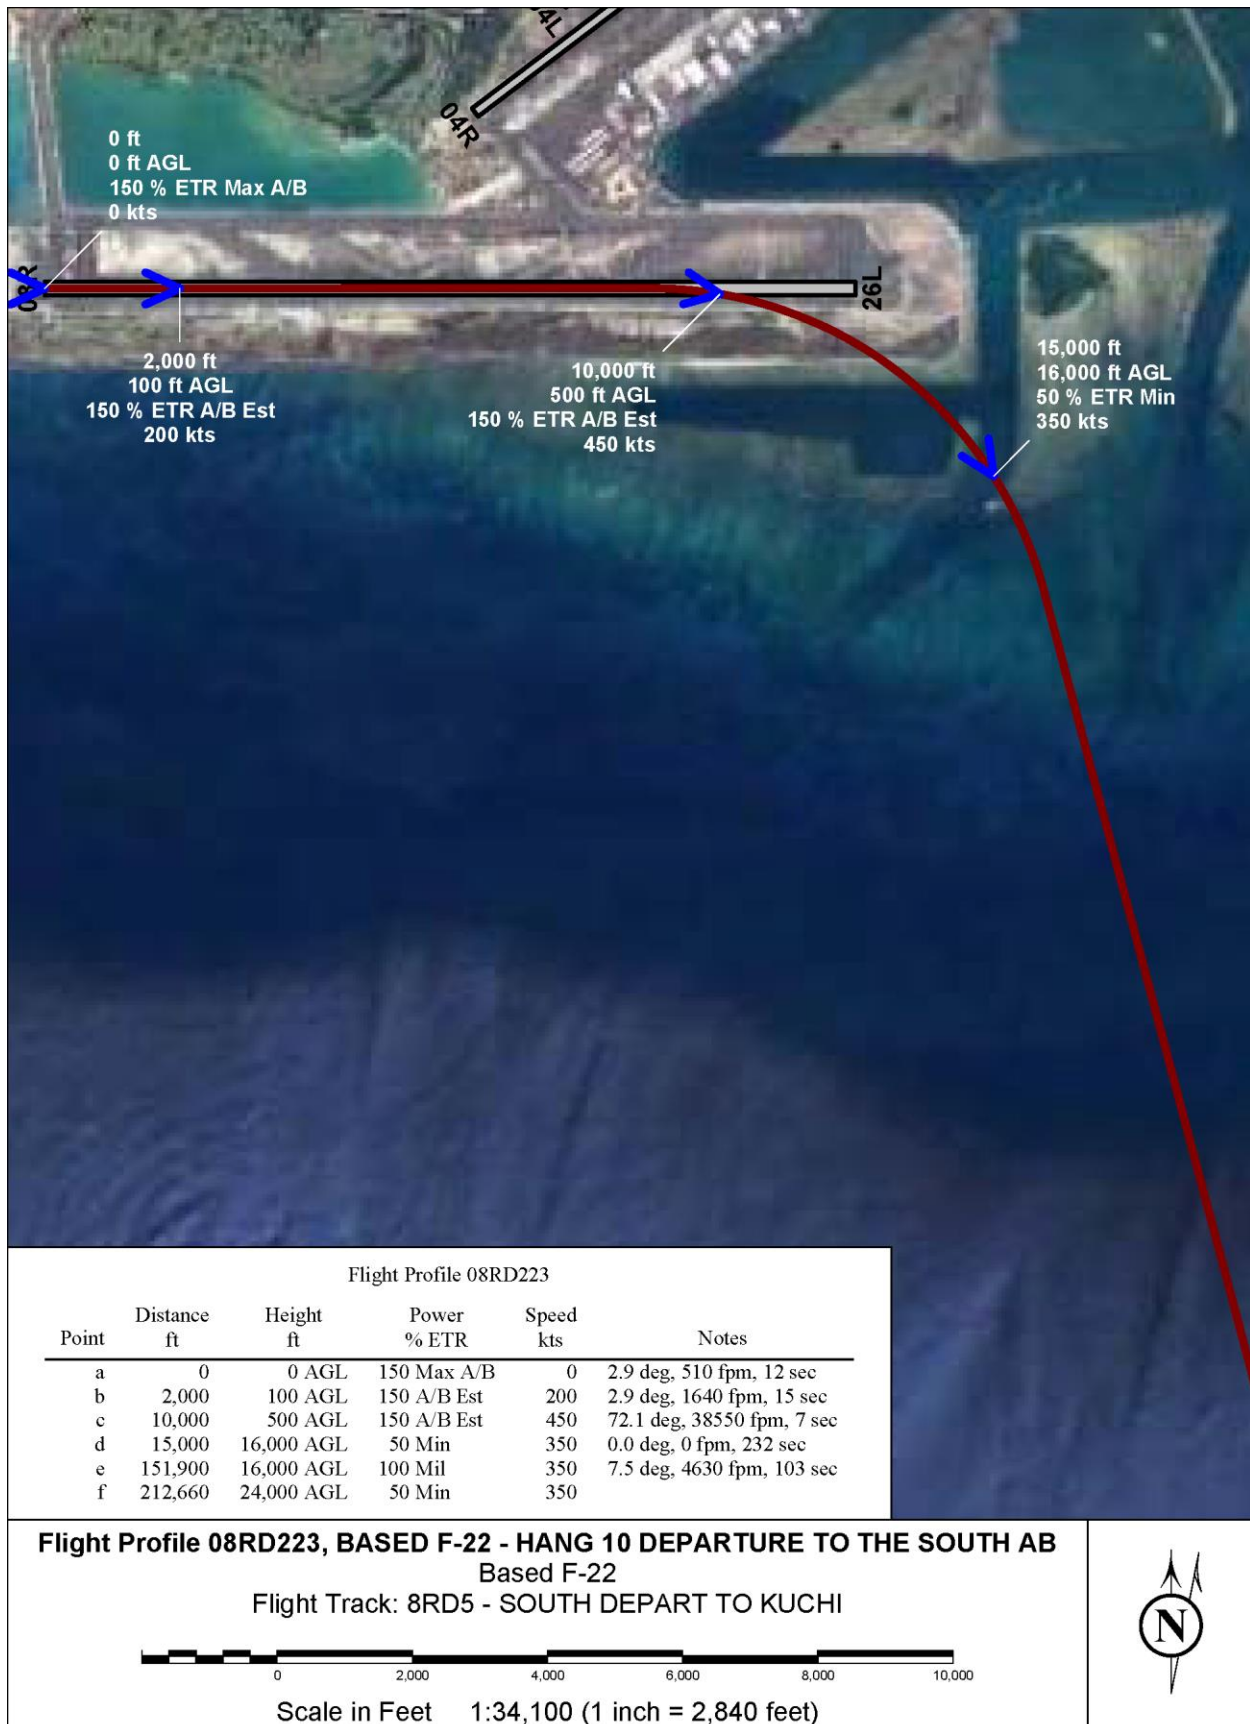 04L
04R
0 ft
0 ft AGL
150 % ETR Max A/B
0 kts
08R
26L
2,000 ft
100 ft AGL
150 % ETR A/B Est
200 kts
10,000 ft
500 ft AGL
150 % ETR A/B Est
450 kts
15,000 ft
16,000 ft AGL
50 % ETR Min
350 kts
Flight Profile 08RD223
Distance Height Power Speed
Point ft ft % ETR kts Notes
a 0 0 AGL 150 Max A/B 0 2.9 deg, 510 fpm, 12 sec
b 2,000 100 AGL 150 A/B Est 200 2.9 deg, 1640 fpm, 15 sec
c 10,000 500 AGL 150 A/B Est 450 72.1 deg, 38550 fpm, 7 sec
d 15,000 16,000 AGL 50 Min 350 0.0 deg, 0 fpm, 232 sec
e 151,900 16,000 AGL 100 Mil 350 7.5 deg, 4630 fpm, 103 sec
f 212,660 24,000 AGL 50 Min 350
Flight Profile 08RD223, BASED F-22 - HANG 10 DEPARTURE TO THE SOUTH AB
Based F-22
Flight Track: 8RD5 - SOUTH DEPART TO KUCHI
0 2,000 4,000 6,000 8,000 10,000
Scale in Feet 1:34,100 (1 inch = 2,840 feet)
N